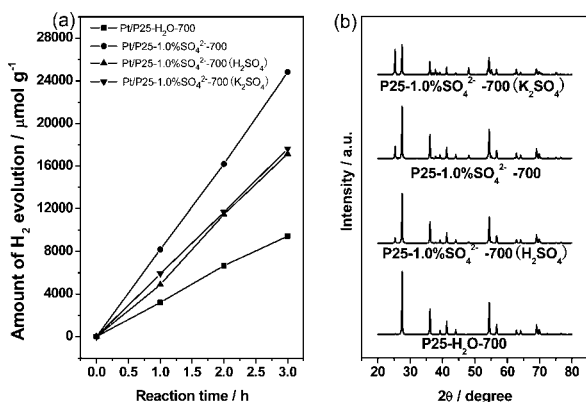 (a)
Pt/P25-H₂O-700
Pt/P25-1.0%SO₄²⁻-700
Pt/P25-1.0%SO₄²⁻-700(H₂SO₄)
Pt/P25-1.0%SO₄²⁻-700(K₂SO₄)
Amount of H₂ evolution / μmol g⁻¹
28000
24000
20000
16000
12000
8000
4000
0
0.0 0.5 1.0 1.5 2.0 2.5 3.0
Reaction time / h
(b)
Intensity / a.u.
P25-1.0%SO₄²⁻ -700(K₂SO₄)
P25-1.0%SO₄²⁻ -700
P25-1.0%SO₄²⁻ -700(H₂SO₄)
P25-H₂O-700
20 30 40 50 60 70 80
2θ / degree